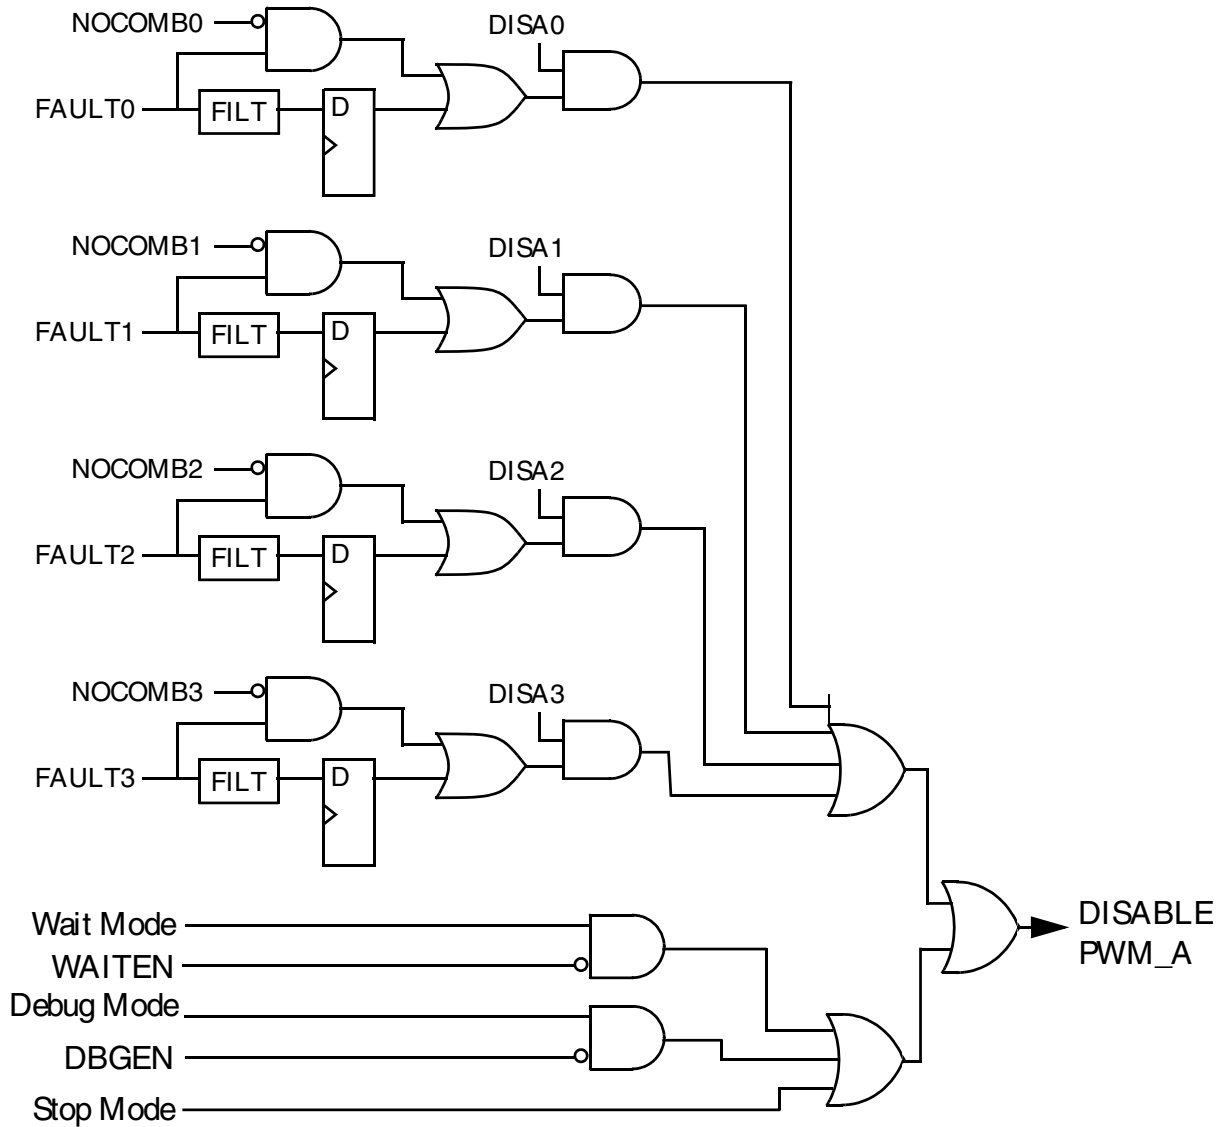 NOCOMB0
DISA0
FAULT0
FILT
D
NOCOMB1
DISA1
FAULT1
FILT
D
NOCOMB2
DISA2
FAULT2
FILT
D
NOCOMB3
DISA3
FAULT3
FILT
D
Wait Mode
WAITEN
Debug Mode
DBGEN
Stop Mode
DISABLE
PWM_A